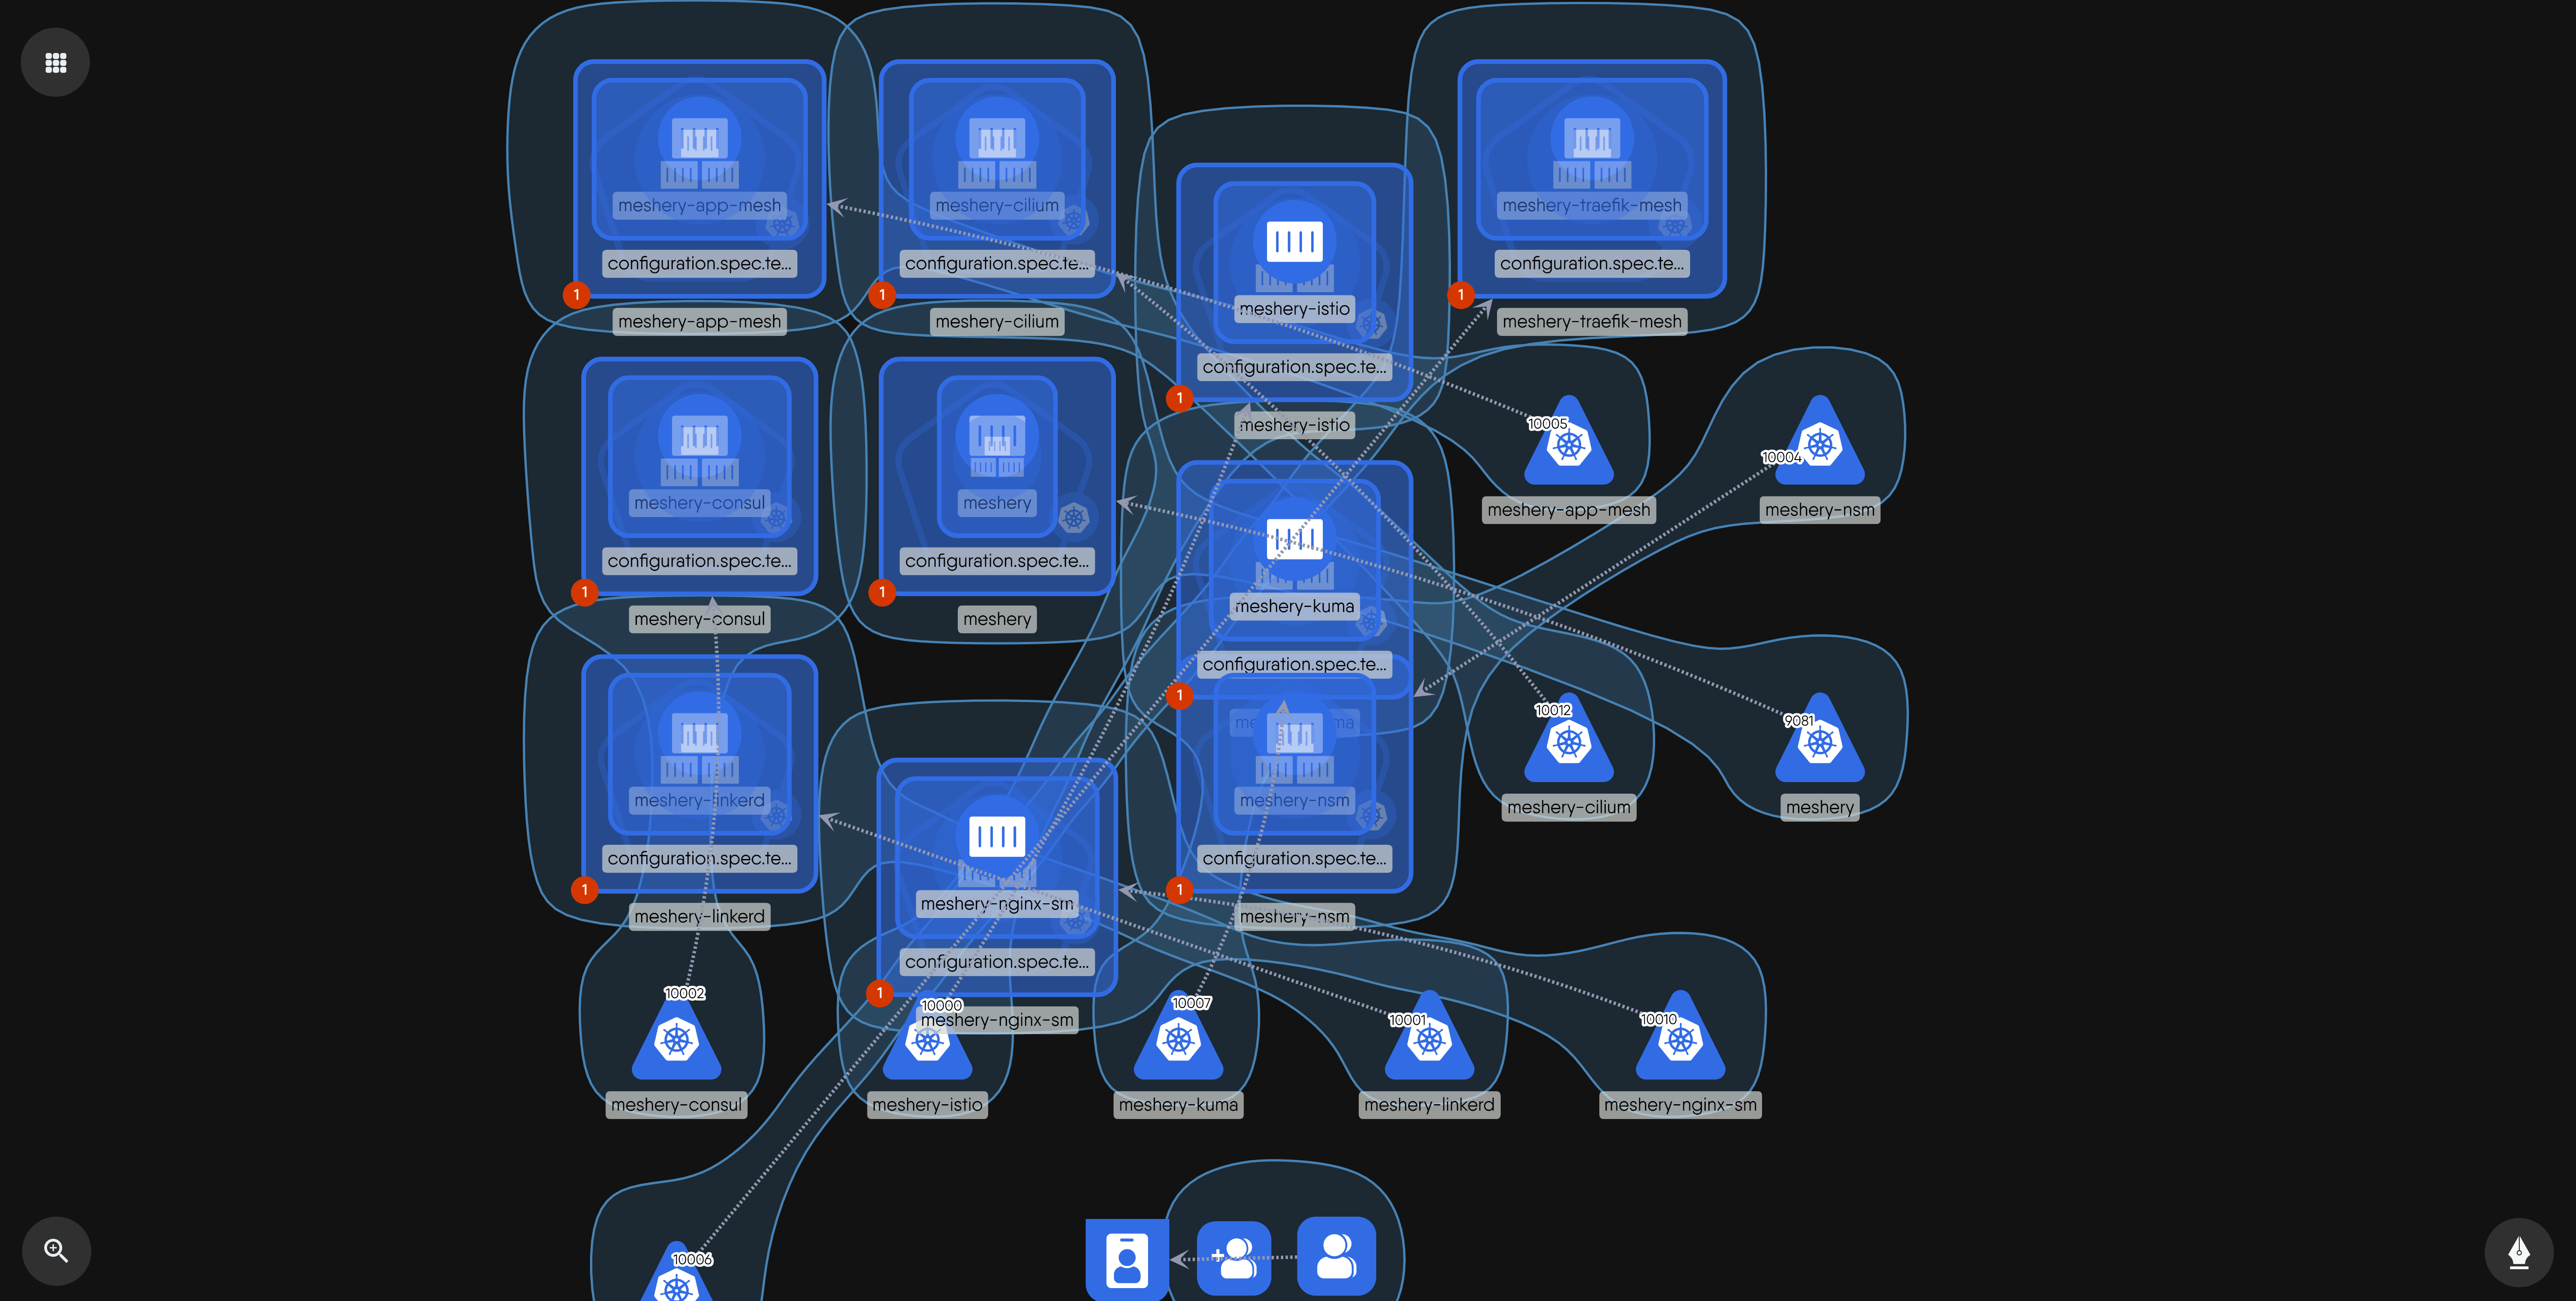 meshery-app-mesh
configuration.spec.te...
1
meshery-app-mesh
meshery-cilium
configuration.spec.te...
1
meshery-cilium
meshery-istio
configuration.spec.te...
1
meshery-istio
meshery-traefik-mesh
configuration.spec.te...
1
meshery-traefik-mesh
meshery-consul
configuration.spec.te...
1
meshery-consul
meshery
configuration.spec.te...
1
meshery
meshery-kuma
configuration.spec.te...
1
10005
meshery-app-mesh
10004
meshery-nsm
meshery-linkerd
configuration.spec.te...
1
meshery-linkerd
meshery-nginx-sm
configuration.spec.te...
1
meshery-nginx-sm
meshery-nsm
configuration.spec.te...
1
meshery-nsm
10012
meshery-cilium
9081
meshery
10002
meshery-consul
10000
meshery-istio
10007
meshery-kuma
10001
meshery-linkerd
10010
meshery-nginx-sm
10006